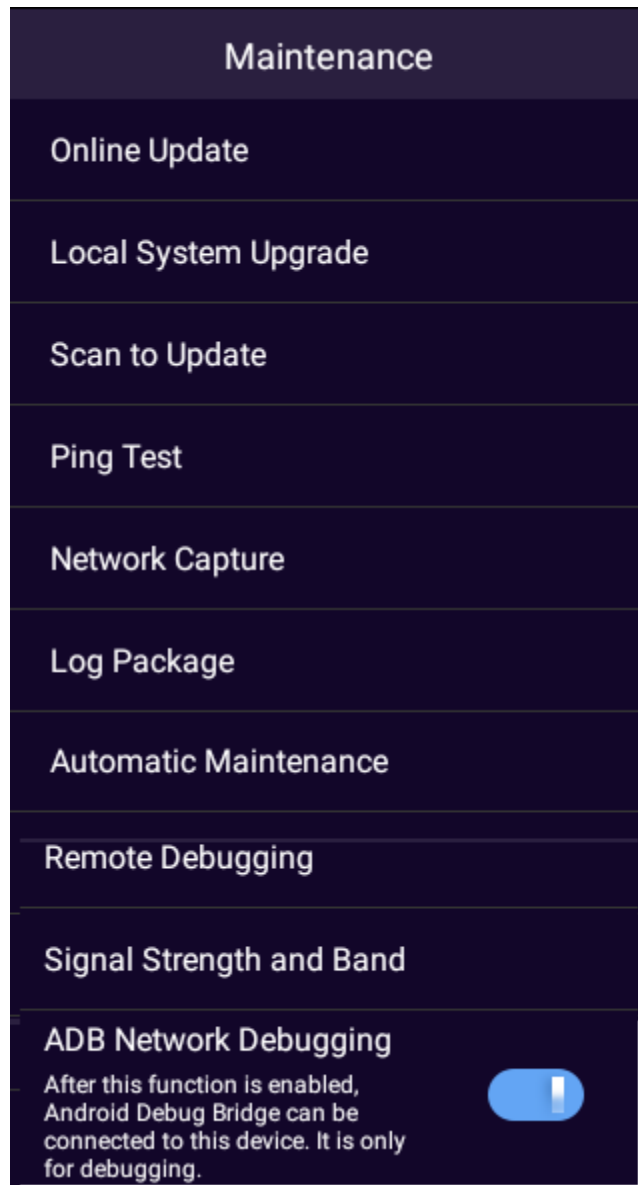 Maintenance
Online Update
Local System Upgrade
Scan to Update
Ping Test
Network Capture
Log Package
Automatic Maintenance
Remote Debugging
Signal Strength and Band
ADB Network Debugging
After this function is enabled,
Android Debug Bridge can be
connected to this device. It is only
for debugging.